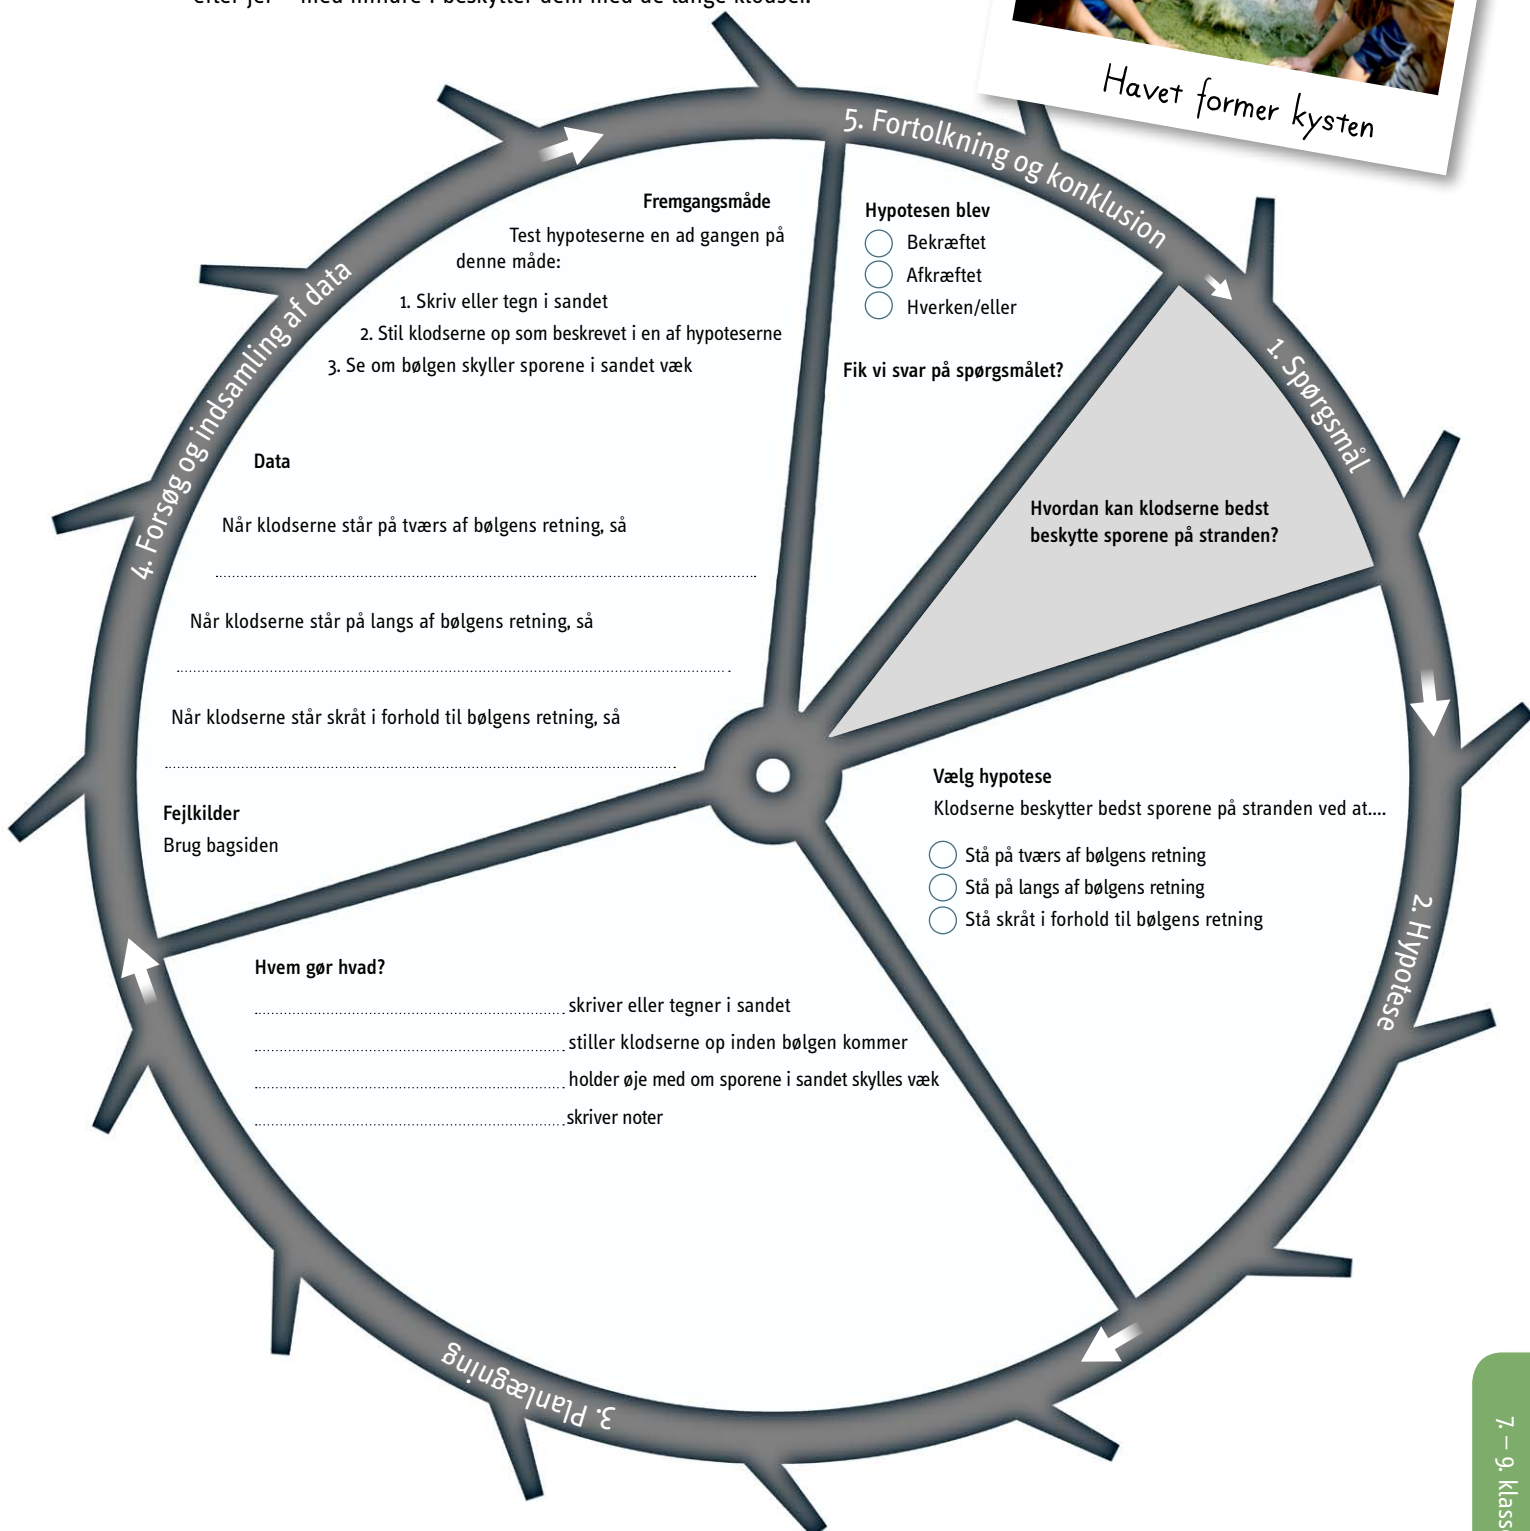 Havet former kysten
5. Fortolkning og konklusion
Hypotesen blev
Bekræftet
Afkræftet
Hverken/eller
Fik vi svar på spørgsmålet?
1. Spørgsmål
Hvordan kan klodserne bedst
beskytte sporene på stranden?
2. Hypotese
Vælg hypotese
Klodserne beskytter bedst sporene på stranden ved at....
Stå på tværs af bølgens retning
Stå på langs af bølgens retning
Stå skråt i forhold til bølgens retning
3. Planlægning
Hvem gør hvad?
skriver eller tegner i sandet
stiller klodserne op inden bølgen kommer
holder øje med om sporene i sandet skylles væk
skriver noter
4. Forsøg og indsamling af data
Fremgangsmåde
Test hypoteserne en ad gangen på
denne måde:
1. Skriv eller tegn i sandet
2. Stil klodserne op som beskrevet i en af hypoteserne
3. Se om bølgen skyller sporene i sandet væk
Data
Når klodserne står på tværs af bølgens retning, så
Når klodserne står på langs af bølgens retning, så
Når klodserne står skråt i forhold til bølgens retning, så
Fejlkilder
Brug bagsiden
7. – 9. klasse